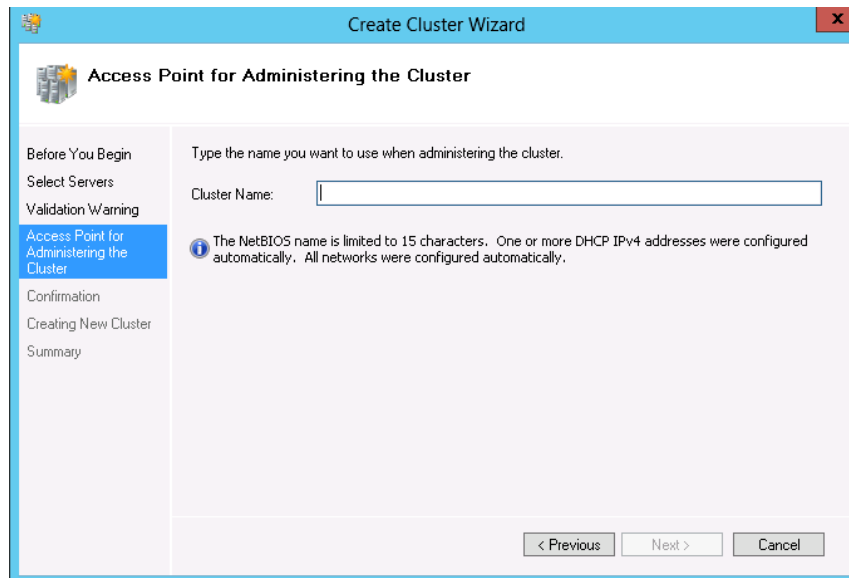 Create Cluster Wizard
x
Access Point for Administering the Cluster
Before You Begin
Select Servers
Validation Warning
Access Point for
Administering the
Cluster
Confirmation
Creating New Cluster
Summary
Type the name you want to use when administering the cluster.
Cluster Name:
The NetBIOS name is limited to 15 characters.  One or more DHCP IPv4 addresses were configured
automatically.  All networks were configured automatically.
< Previous
Next >
Cancel